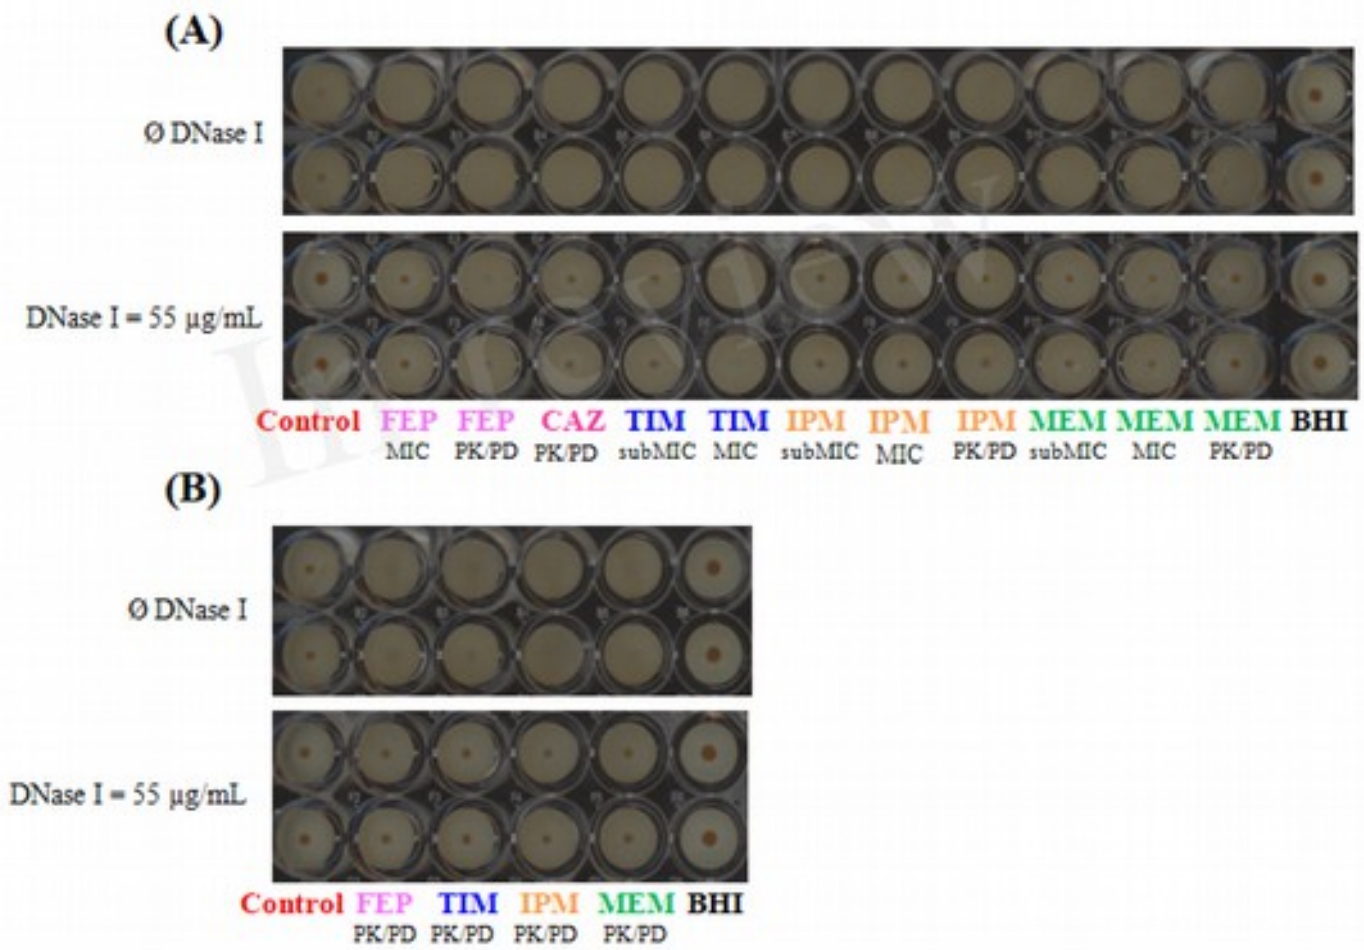 (A)
Ø DNase I
DNase I = 55 µg/mL
Control FEP FEP CAZ TIM TIM IPM IPM IPM MEM MEM MEM BHI
MIC PK/PD PK/PD subMIC MIC subMIC MIC PK/PD subMIC MIC PK/PD
(B)
Ø DNase I
DNase I = 55 µg/mL
Control FEP TIM IPM MEM BHI
PK/PD PK/PD PK/PD PK/PD